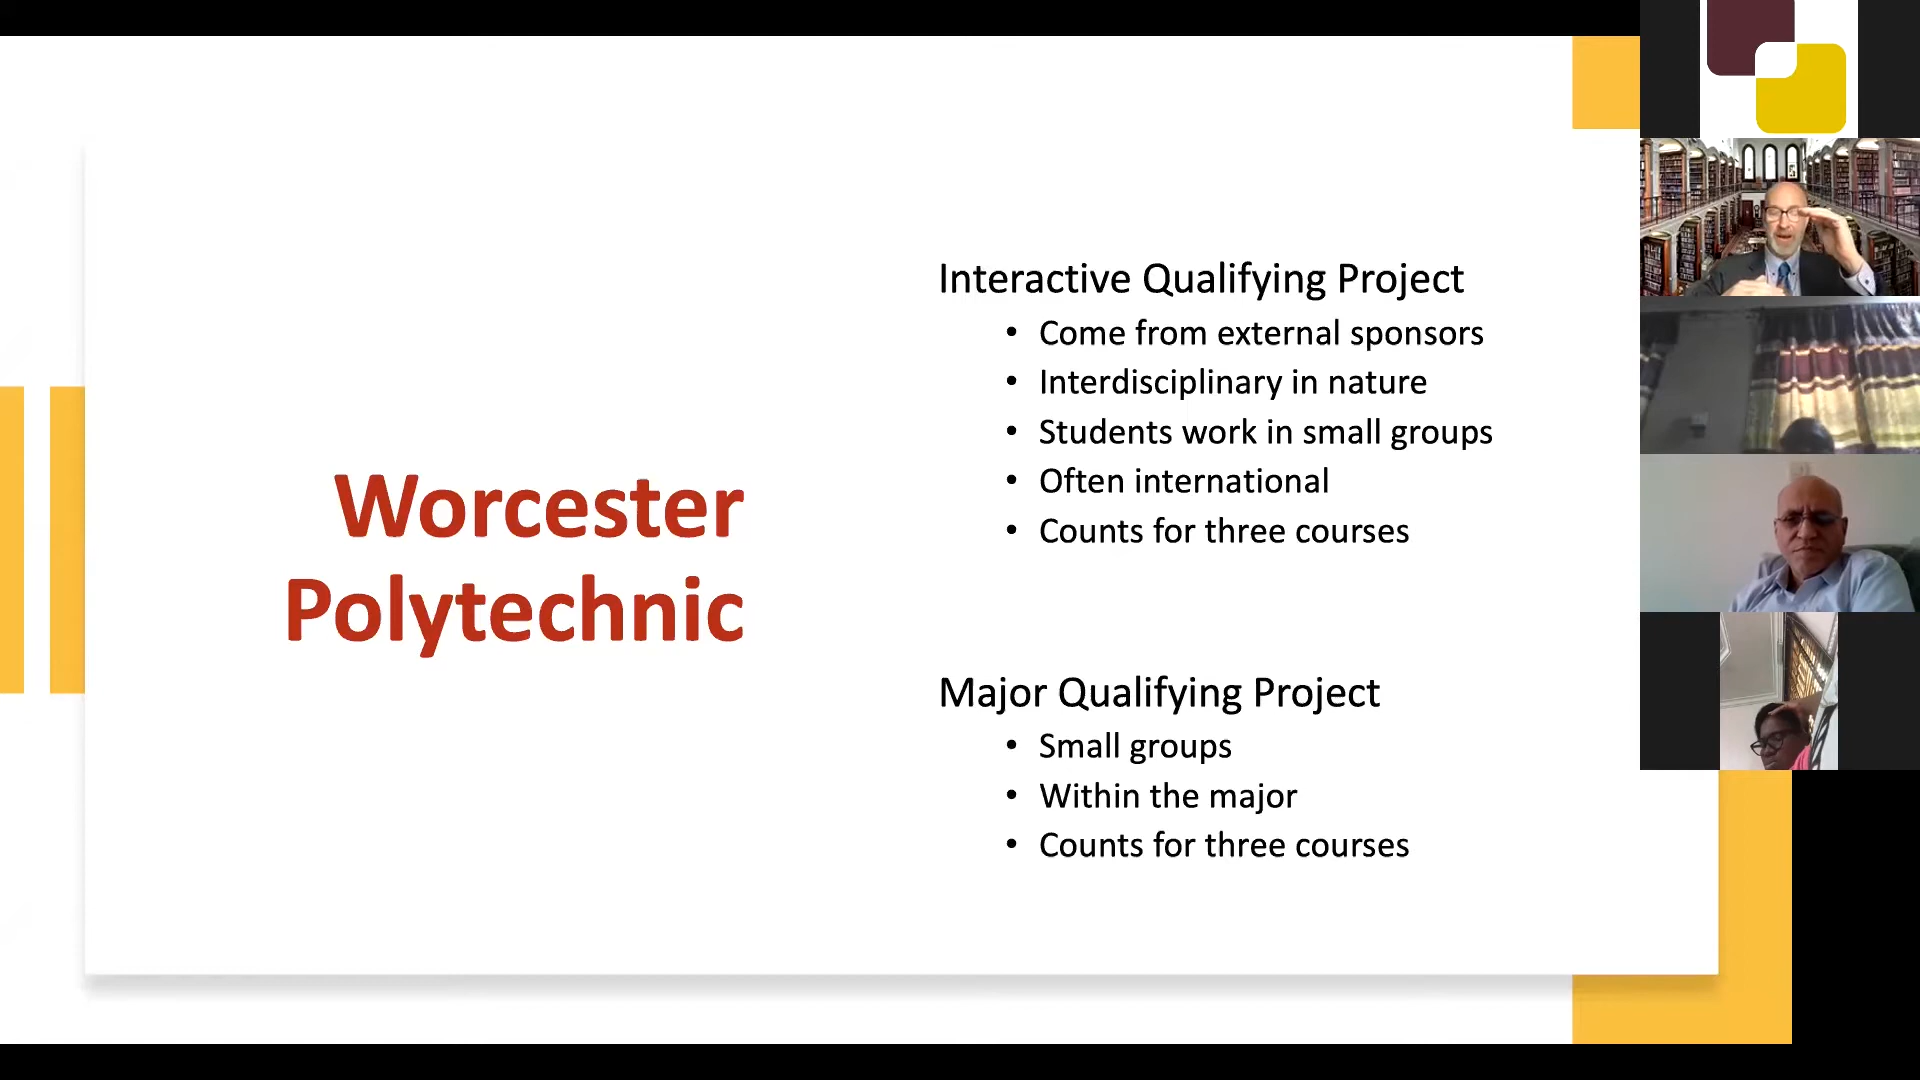 Worcester
Polytechnic
Interactive Qualifying Project
• Come from external sponsors
• Interdisciplinary in nature
• Students work in small groups
• Often international
• Counts for three courses
Major Qualifying Project
• Small groups
• Within the major
• Counts for three courses